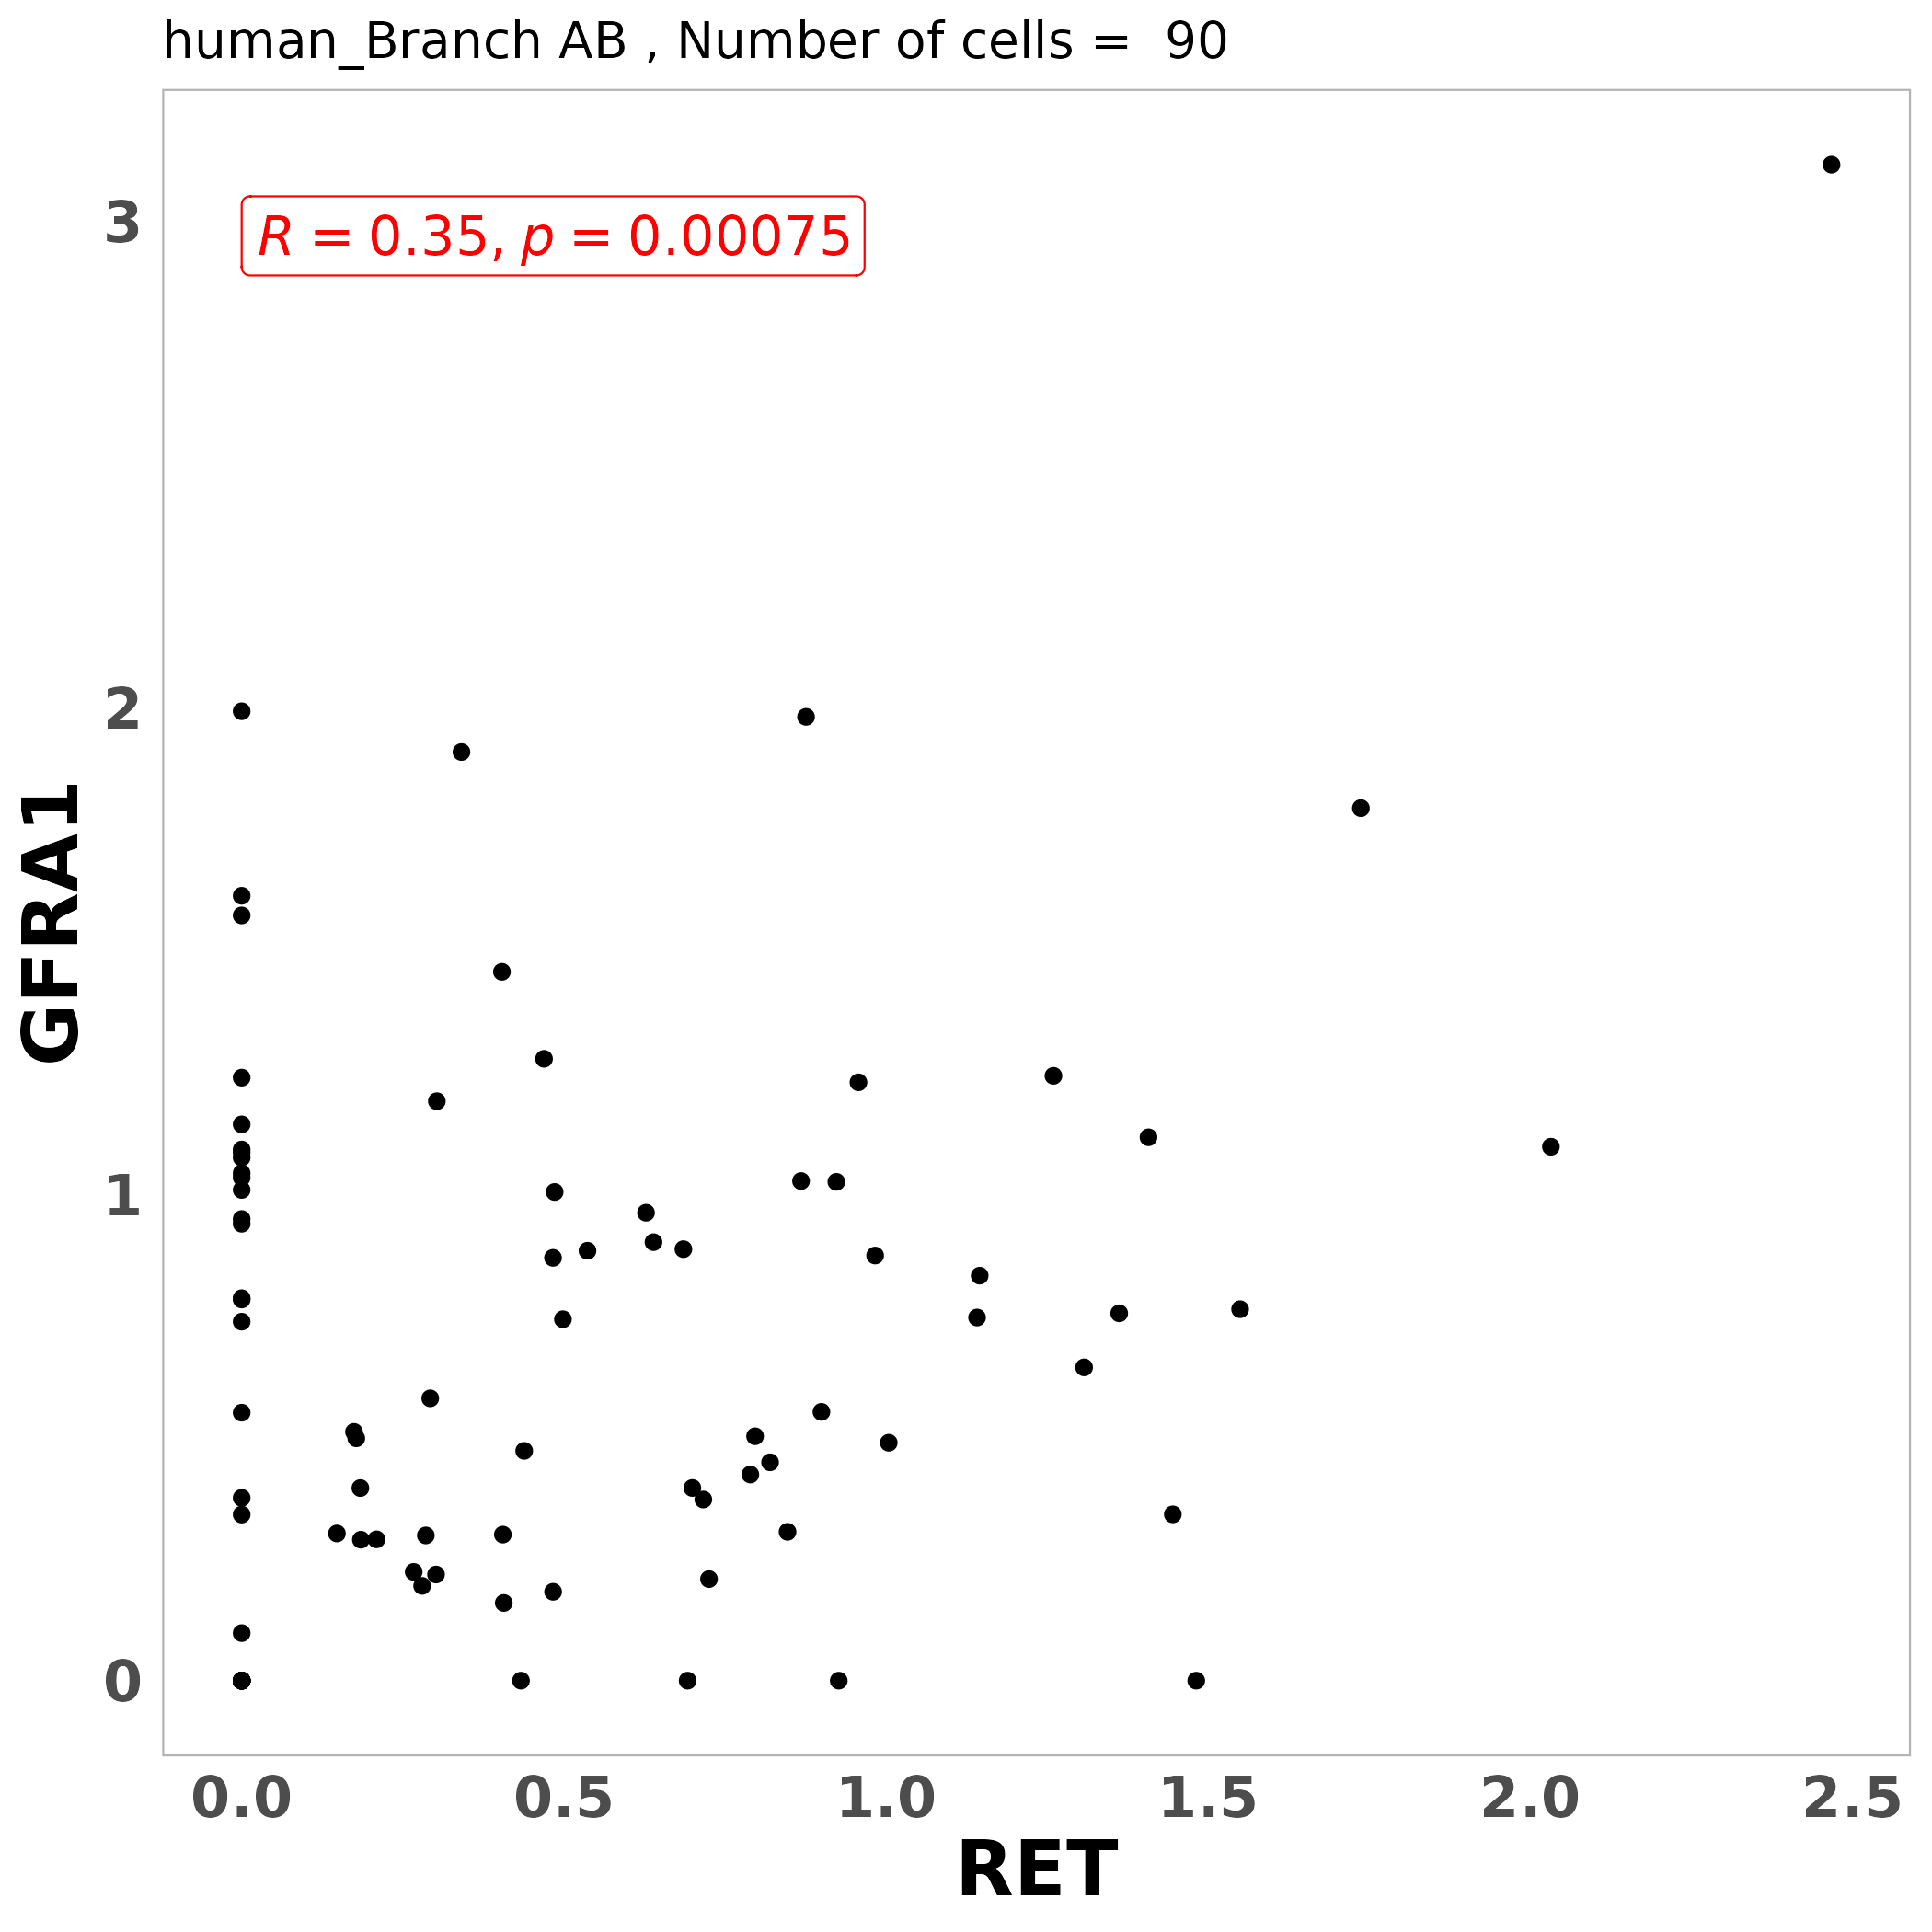 human_Branch AB , Number of cells =  90
R = 0.35, p = 0.00075
3
2
1
0
GFRA1
0.0 0.5 1.0 1.5 2.0 2.5
RET